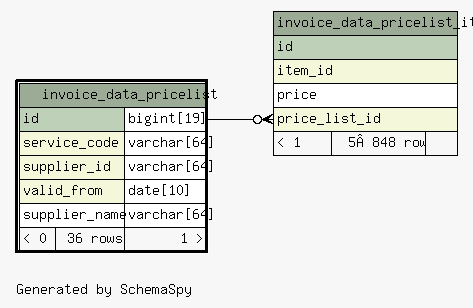 invoice_data_pricelist_it
id
item_id
price
price_list_id
< 1 5Â 848 row
invoice_data_pricelist
id bigint[19]
service_code varchar[64]
supplier_id varchar[64]
valid_from date[10]
supplier_name varchar[64]
< 0 36 rows 1 >
Generated by SchemaSpy